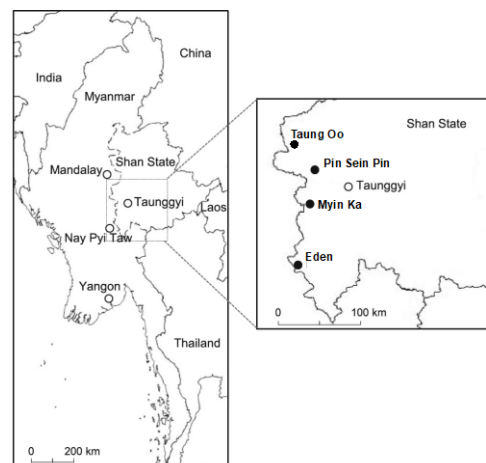 China
India
Myanmar
Mandalay
Shan State
Taunggyi
Laos
Nay Pyi Taw
Yangon
Thailand
0 200 km
Shan State
Taung Oo
Pin Sein Pin
Taunggyi
Myin Ka
Eden
0 100 km